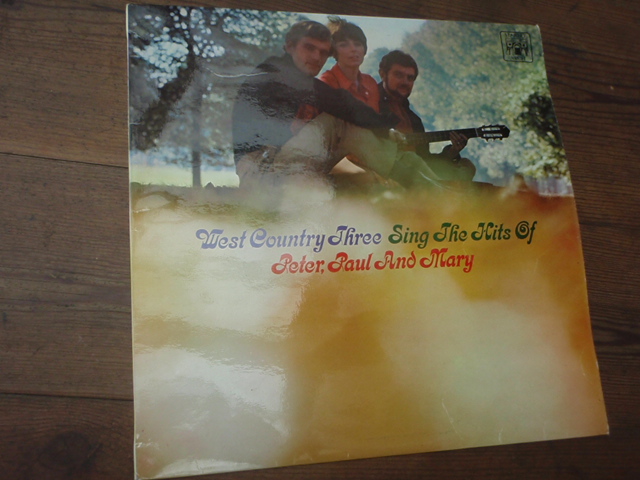 West Country Three Sing The Hits Of
Peter, Paul And Mary